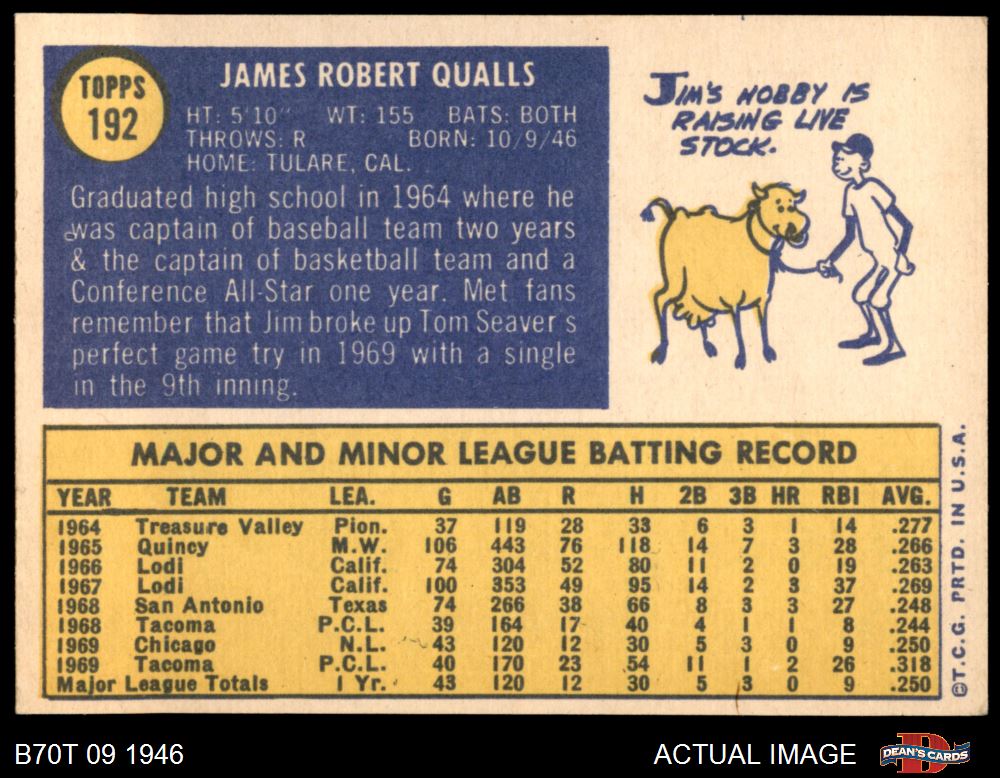 TOPPS
192
JAMES ROBERT QUALLS
HT: 5'10" WT: 155 BATS: BOTH
THROWS: R BORN: 10/9/46
HOME: TULARE, CAL.
Graduated high school in 1964 where he
was captain of baseball team two years
& the captain of basketball team and a
Conference All-Star one year. Met fans
remember that Jim broke up Tom Seaver s
perfect game try in 1969 with a single
in the 9th inning.
JIM'S HOBBY IS
RAISING LIVE
STOCK.
MAJOR AND MINOR LEAGUE BATTING RECORD
YEAR TEAM LEA. G AB R H 2B 3B HR RBI AVG.
1964 Treasure Valley Pion. 37 119 28 33 6 3 1 14 .277
1965 Quincy M.W. 106 443 76 118 14 7 3 28 .266
1966 Lodi Calif. 74 304 52 80 11 2 0 19 .263
1967 Lodi Calif. 100 353 49 95 14 2 3 37 .269
1968 San Antonio Texas 74 266 38 66 8 3 3 27 .248
1968 Tacoma P.C.L. 39 164 17 40 4 1 1 8 .244
1969 Chicago N.L. 43 120 12 30 5 3 0 9 .250
1969 Tacoma P.C.L. 40 170 23 54 11 1 2 26 .318
Major League Totals 1 Yr. 43 120 12 30 5 3 0 9 .250
©T.C.G. PRTD. IN U.S.A.
B70T 09 1946 ACTUAL IMAGE
DEAN'S CARDS